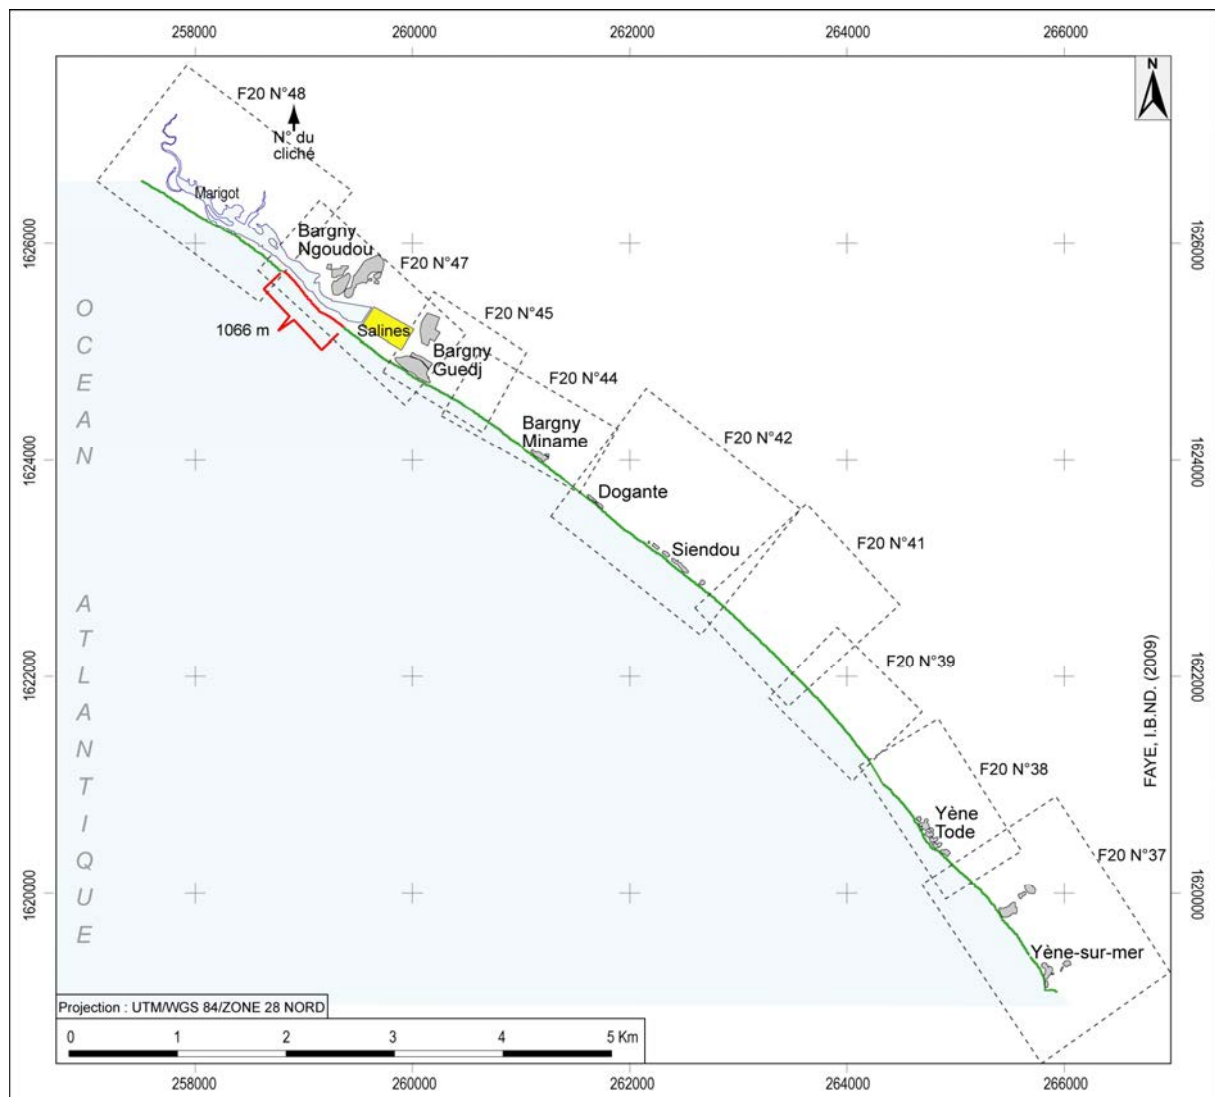 258000
260000
262000
264000
266000
N
F20 N°48
N° du
cliché
Marigot
Bargny
Ngoudou
F20 N°47
1626000
1626000
OCEAN
1066 m
Salines
F20 N°45
Bargny
Guedj
F20 N°44
Bargny
Miname
F20 N°42
1624000
1624000
Dogante
Siendou
F20 N°41
ATLANTIQUE
F20 N°39
1622000
1622000
FAYE, I.B.ND. (2009)
F20 N°38
Yène
Tode
F20 N°37
1620000
1620000
Yène-sur-mer
Projection : UTM/WGS 84/ZONE 28 NORD
0 1 2 3 4 5 Km
258000
260000
262000
264000
266000